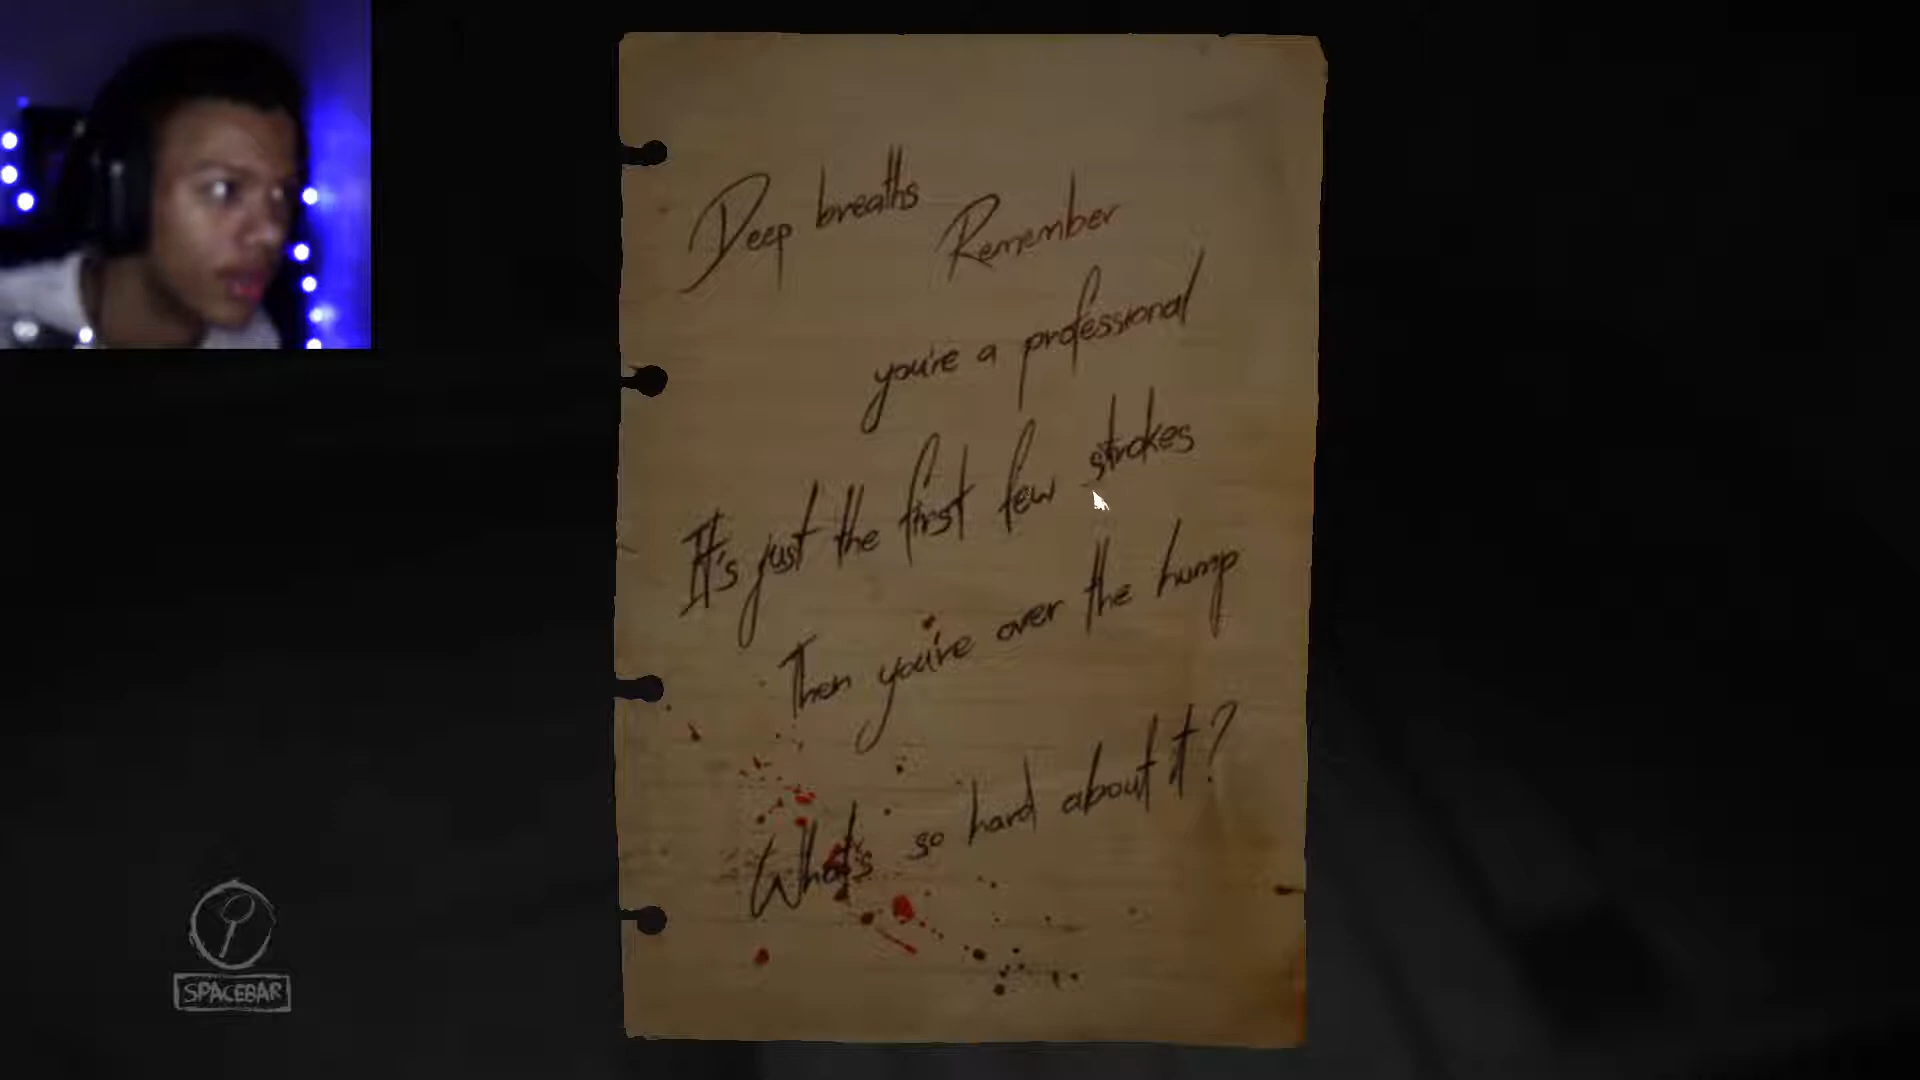 Deep breaths
Remember
you're a professional
It's just the first few strokes
Then you're over the hump
What's so hard about it?
SPACEBAR